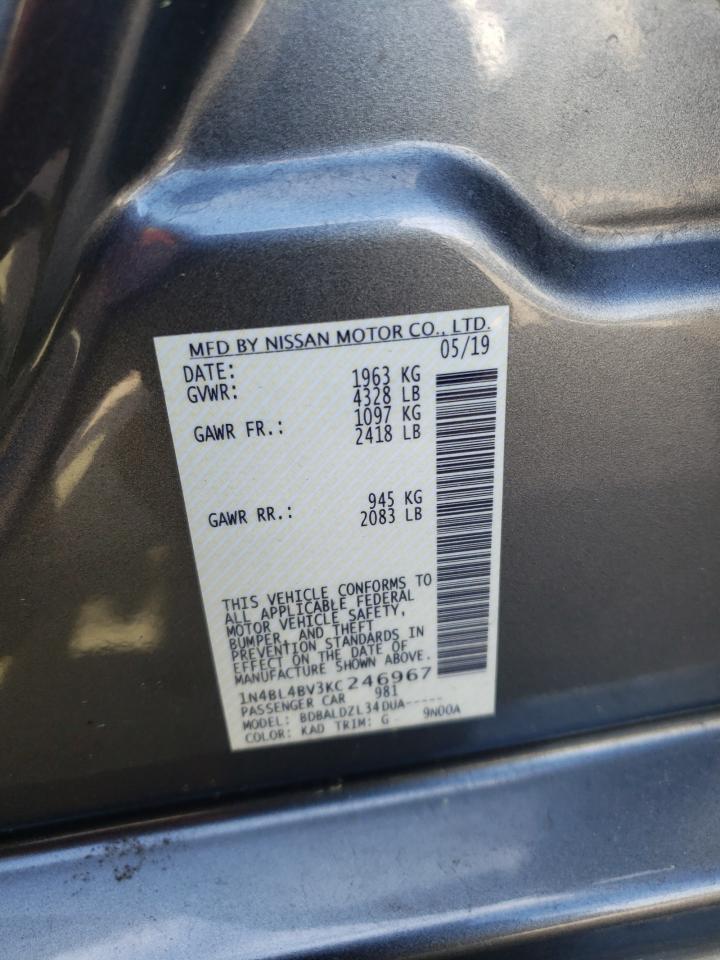 MFD BY NISSAN MOTOR CO., LTD.
DATE: 05/19
GVWR: 1963 KG
4328 LB
GAWR FR.: 1097 KG
2418 LB
GAWR RR.: 945 KG
2083 LB
THIS VEHICLE CONFORMS TO
ALL APPLICABLE FEDERAL
MOTOR VEHICLE SAFETY,
BUMPER, AND THEFT
PREVENTION STANDARDS IN
EFFECT ON THE DATE OF
MANUFACTURE SHOWN ABOVE.
1N4BL4BV3KC246967
PASSENGER CAR 981
MODEL: BDBALDZL34DUA-----
COLOR: KAD TRIM: G 9N00A